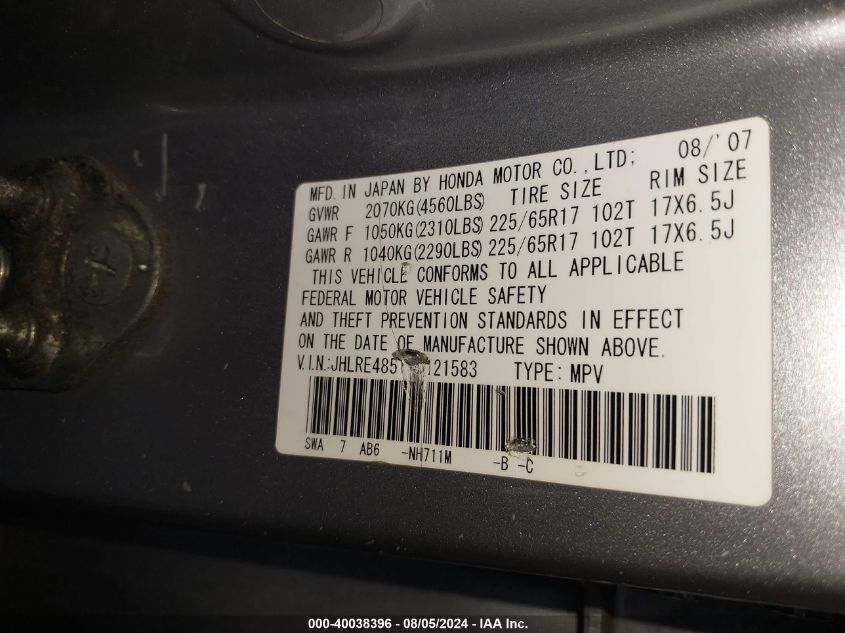 MFD. IN JAPAN BY HONDA MOTOR CO.,LTD; 08/'07
GVWR 2070KG(4560LBS) TIRE SIZE RIM SIZE
GAWR F 1050KG(2310LBS) 225/65R17 102T 17X6.5J
GAWR R 1040KG(2290LBS) 225/65R17 102T 17X6.5J
THIS VEHICLE CONFORMS TO ALL APPLICABLE
FEDERAL MOTOR VEHICLE SAFETY
AND THEFT PREVENTION STANDARDS IN EFFECT
ON THE DATE OF MANUFACTURE SHOWN ABOVE.
V.I.N.: TYPE: MPV
SWA 7 AB6 -NH711M -B -C
000-40038396 - 08/05/2024 - IAA Inc.